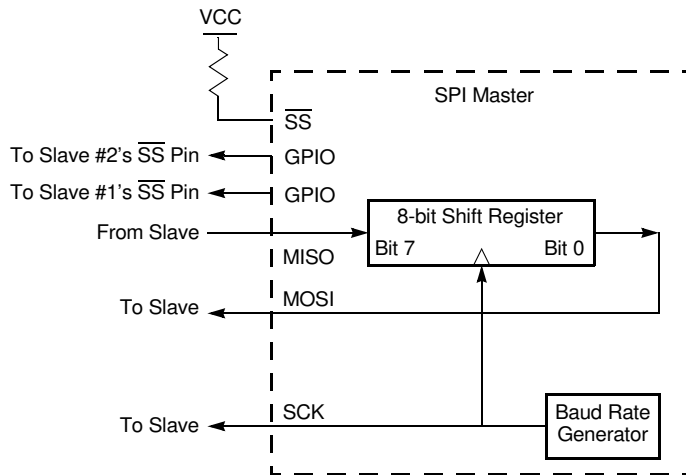 VCC
SPI Master
SS
To Slave #2's SS Pin
GPIO
To Slave #1's SS Pin
GPIO
8-bit Shift Register
From Slave
Bit 7
Bit 0
MISO
To Slave
MOSI
To Slave
SCK
Baud Rate
Generator